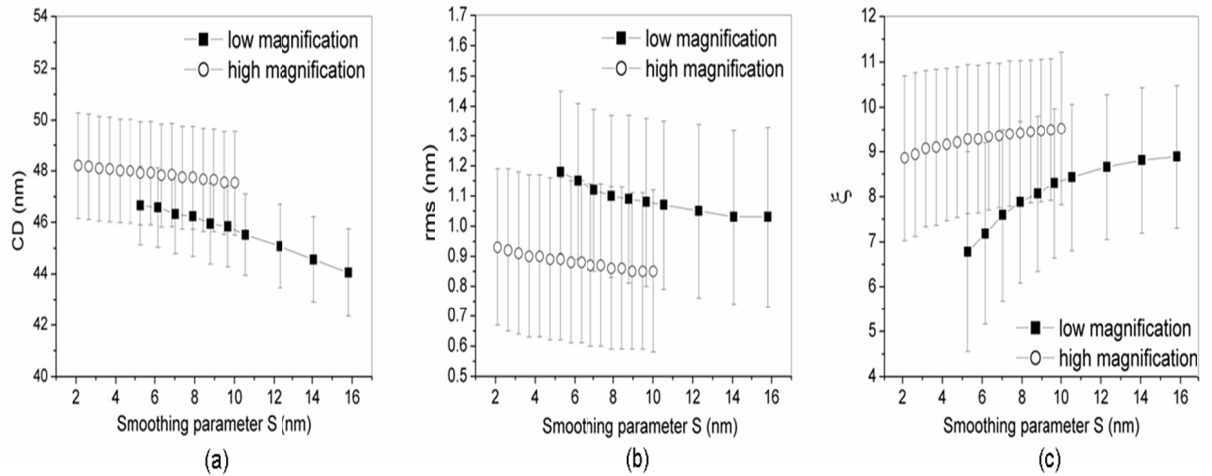 54
52
50
48
46
44
42
40
CD (nm)
low magnification
high magnification
2 4 6 8 10 12 14 16
Smoothing parameter S (nm)
(a)
1.7
1.6
1.5
1.4
1.3
1.2
1.1
1.0
0.9
0.8
0.7
0.6
0.5
rms (nm)
low magnification
high magnification
2 4 6 8 10 12 14 16
Smoothing parameter S (nm)
(b)
12
11
10
9
8
7
6
5
4
ξ
low magnification
high magnification
2 4 6 8 10 12 14 16
Smoothing parameter S (nm)
(c)